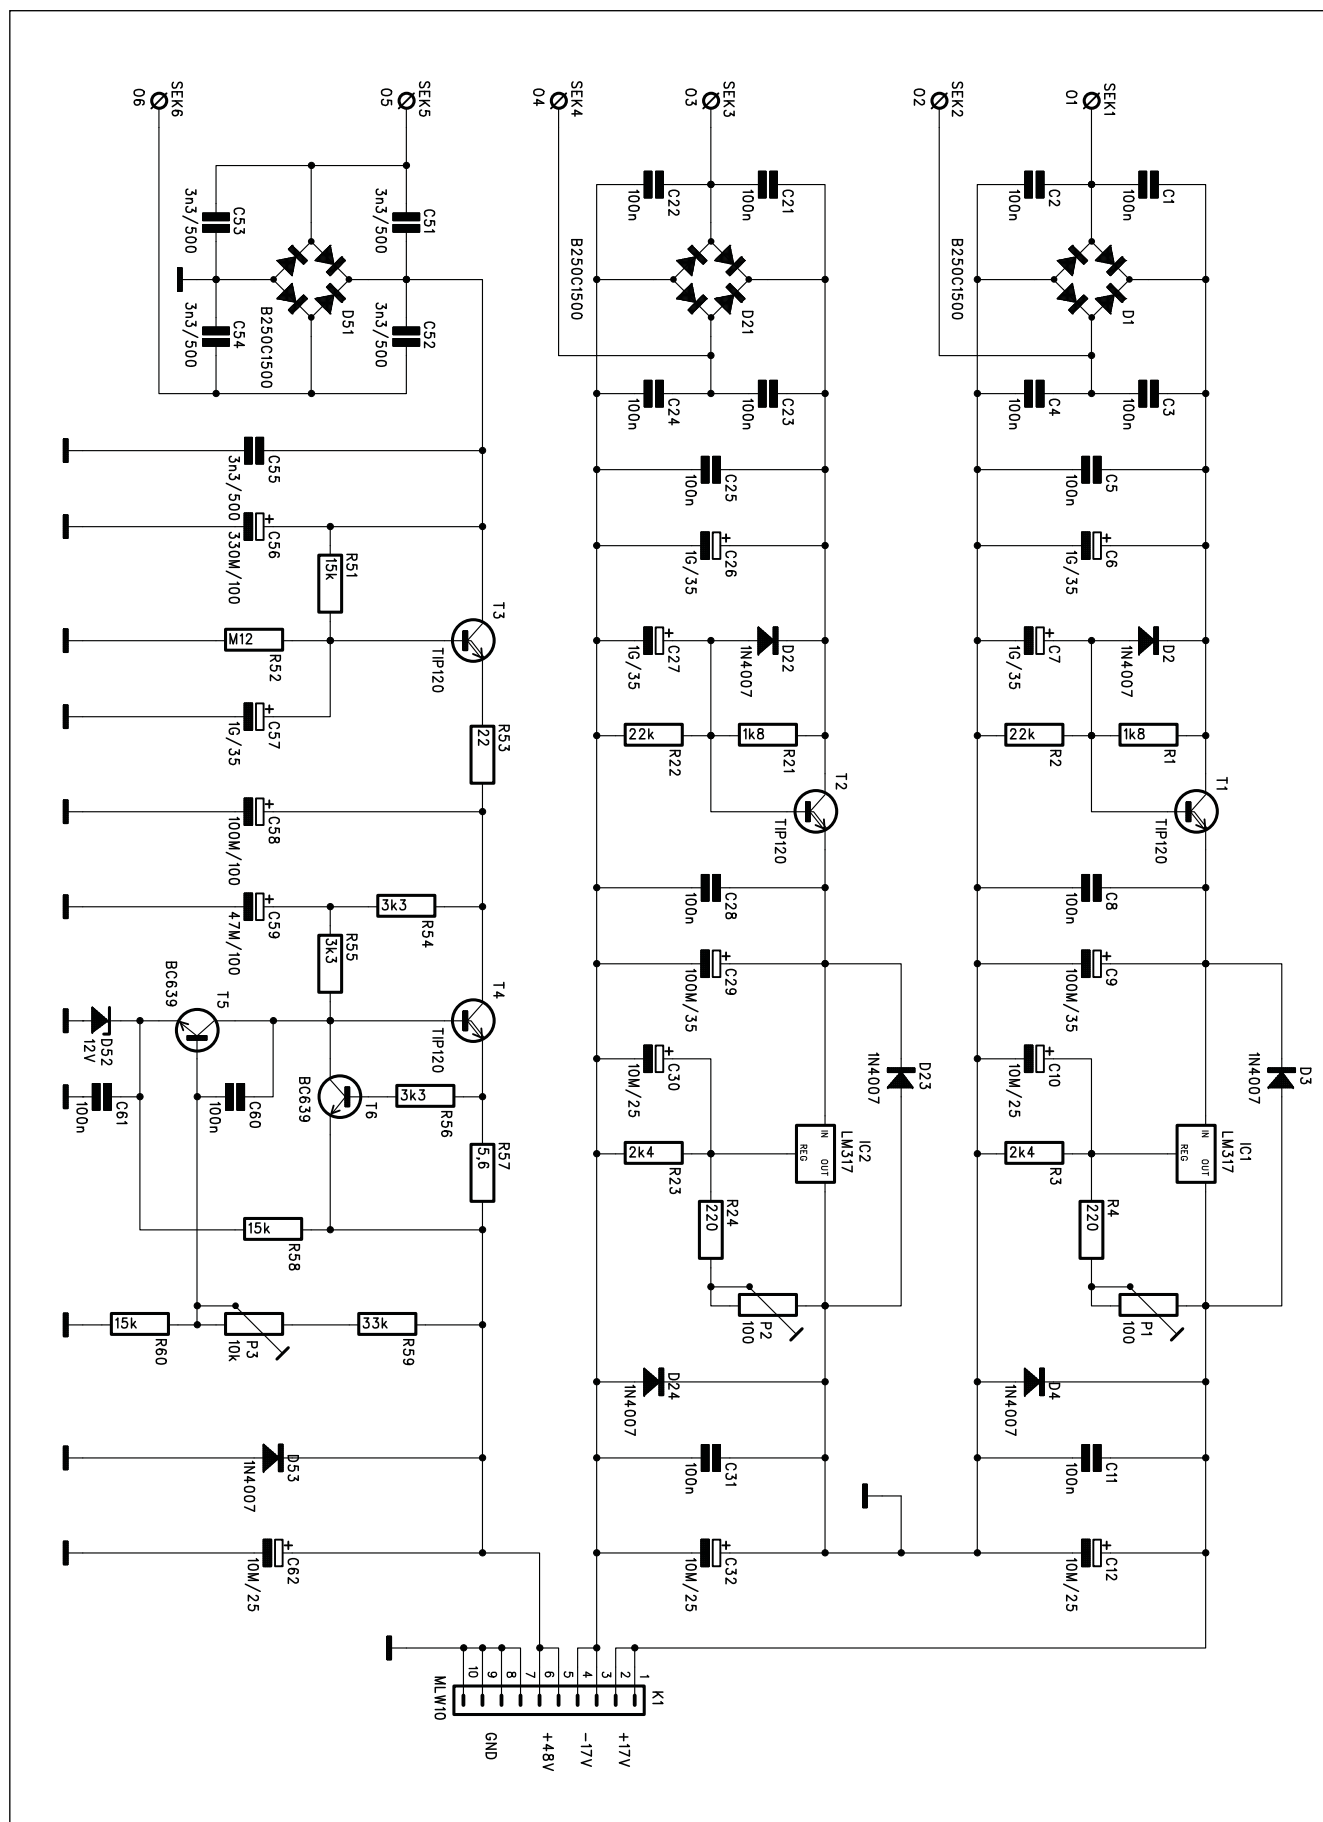 SEK1
O1
SEK2
O2
C1
100n
C2
100n
D1
B250C1500
C3
100n
C4
100n
C5
100n
C6
+
1G/35
D2
1N4007
C7
+
1G/35
R1
1k8
R2
22k
T1
TIP120
C8
100n
C9
+
100M/35
D3
1N4007
C10
+
10M/25
IC1
LM317
IN
OUT
REG
R3
2k4
R4
220
P1
100
D4
1N4007
C11
100n
C12
+
10M/25
SEK3
O3
SEK4
O4
C21
100n
C22
100n
D21
B250C1500
C23
100n
C24
100n
C25
100n
C26
+
1G/35
D22
1N4007
C27
+
1G/35
R21
1k8
R22
22k
T2
TIP120
C28
100n
C29
+
100M/35
D23
1N4007
C30
+
10M/25
IC2
LM317
IN
OUT
REG
R23
2k4
R24
220
P2
100
D24
1N4007
C31
100n
C32
+
10M/25
SEK5
O5
SEK6
O6
C51
3n3/500
C53
3n3/500
D51
B250C1500
C52
3n3/500
C54
3n3/500
C55
3n3/500
C56
+
330M/100
R51
15k
T3
TIP120
R52
M12
C57
+
1G/35
R53
22
C58
+
100M/100
C59
+
47M/100
R54
3k3
R55
3k3
T4
TIP120
T5
BC639
D52
12V
T6
BC639
C60
100n
C61
100n
R56
3k3
R57
5,6
R58
15k
R59
33k
P3
10k
R60
15k
D53
1N4007
C62
+
10M/25
K1
1
2
3
4
5
6
7
8
9
10
MLW10
+17V
-17V
+48V
GND